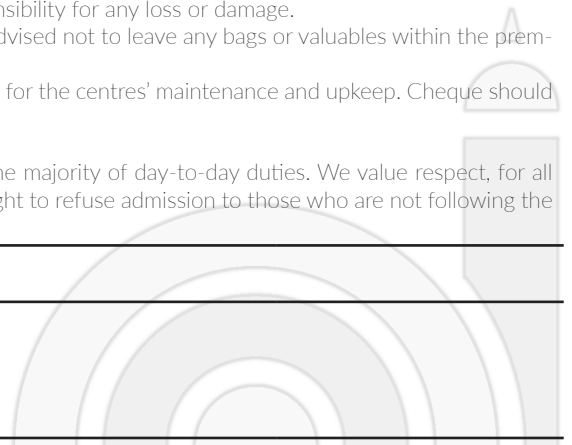 nsibility for any loss or damage.
dvised not to leave any bags or valuables within the prem-
for the centres’ maintenance and upkeep. Cheque should
he majority of day-to-day duties. We value respect, for all
ght to refuse admission to those who are not following the